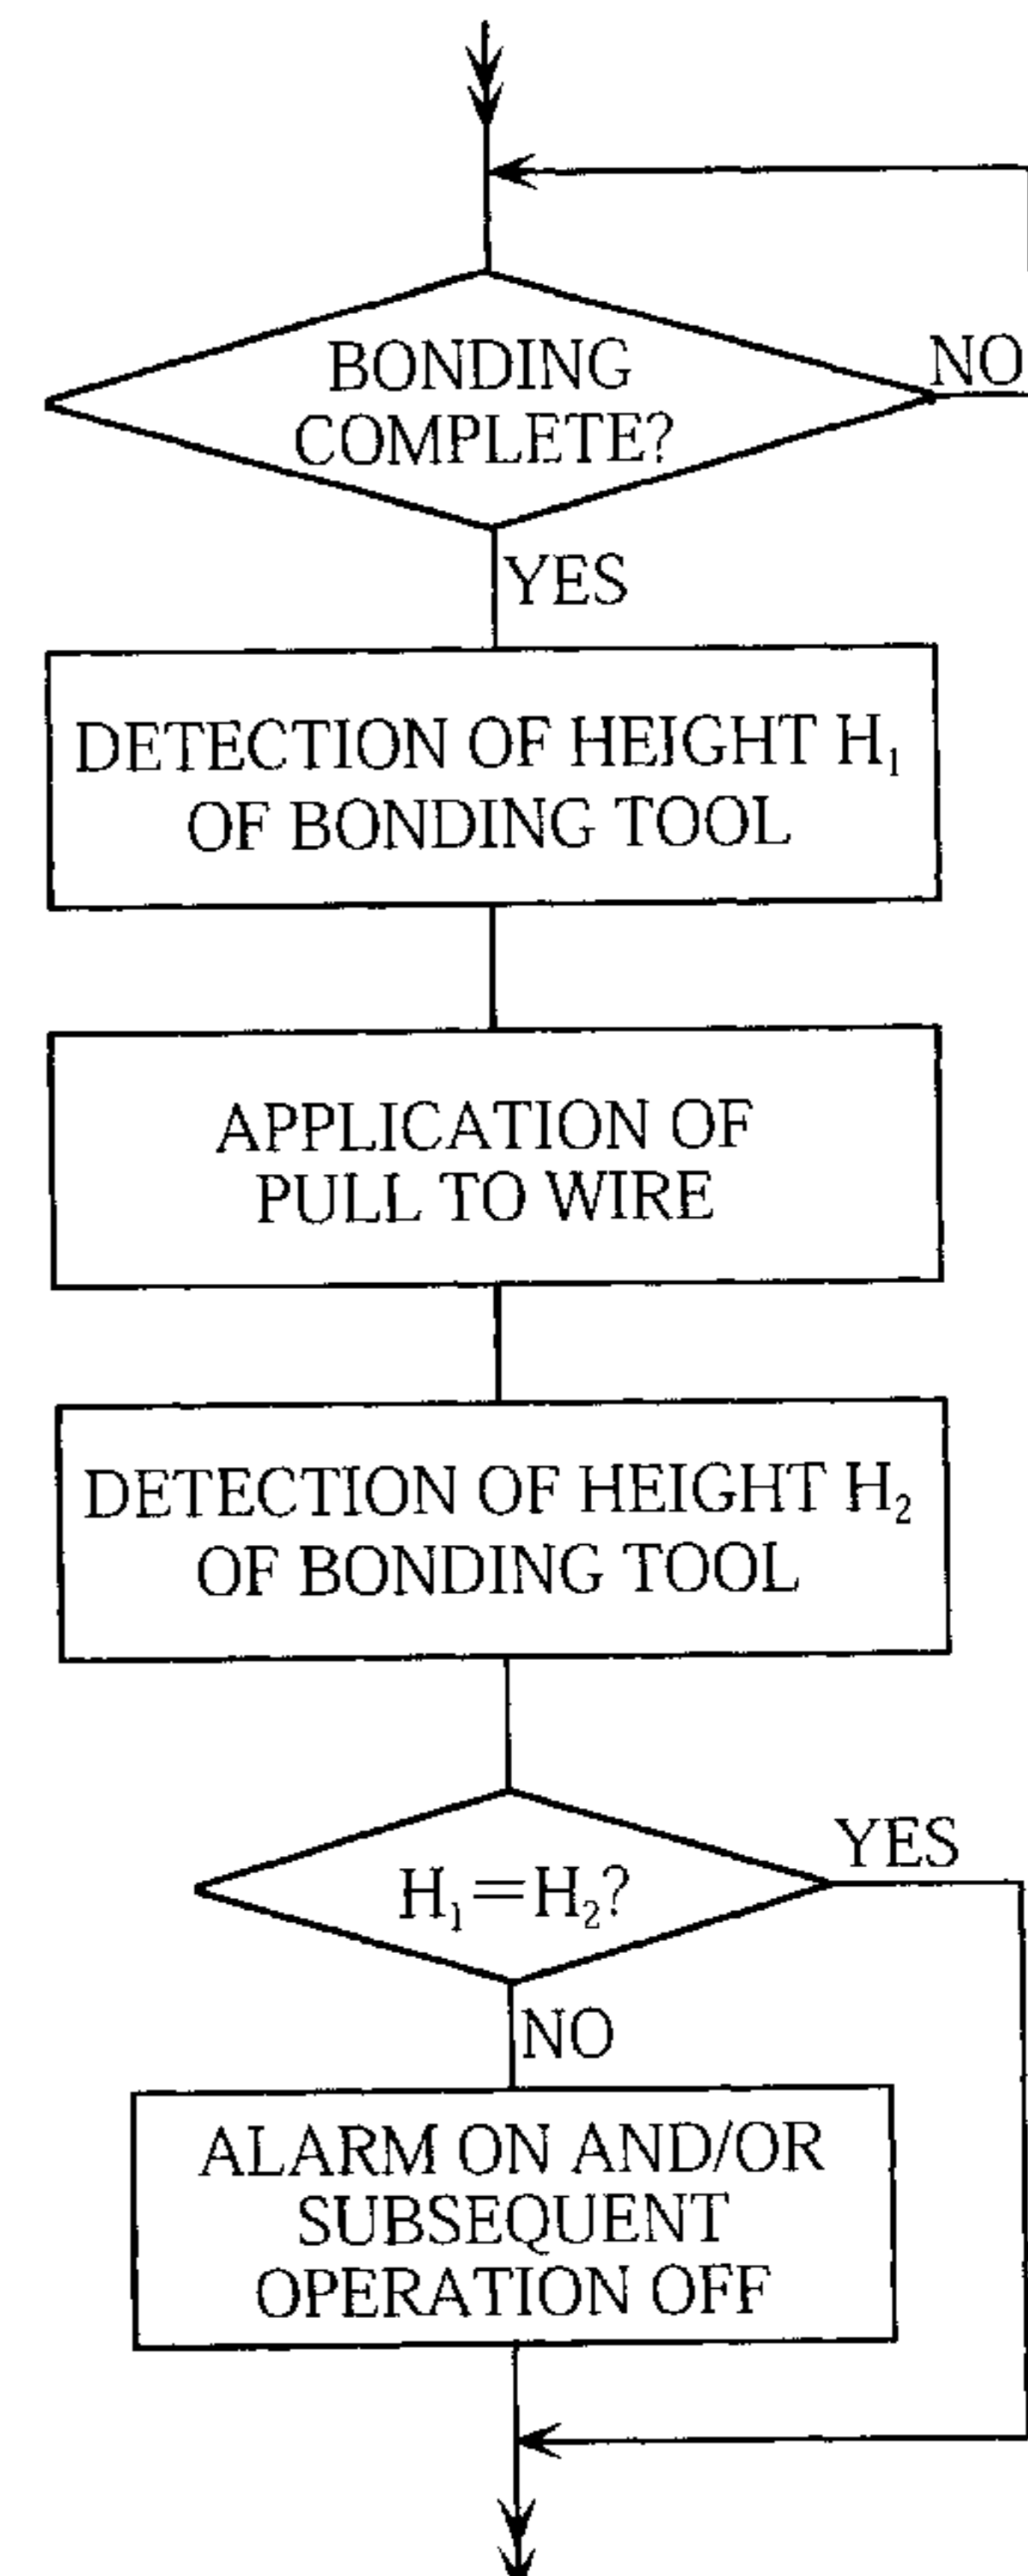 BONDING
COMPLETE?
NO
YES
DETECTION OF HEIGHT H₁
OF BONDING TOOL
APPLICATION OF
PULL TO WIRE
DETECTION OF HEIGHT H₂
OF BONDING TOOL
H₁=H₂?
YES
NO
ALARM ON AND/OR
SUBSEQUENT
OPERATION OFF